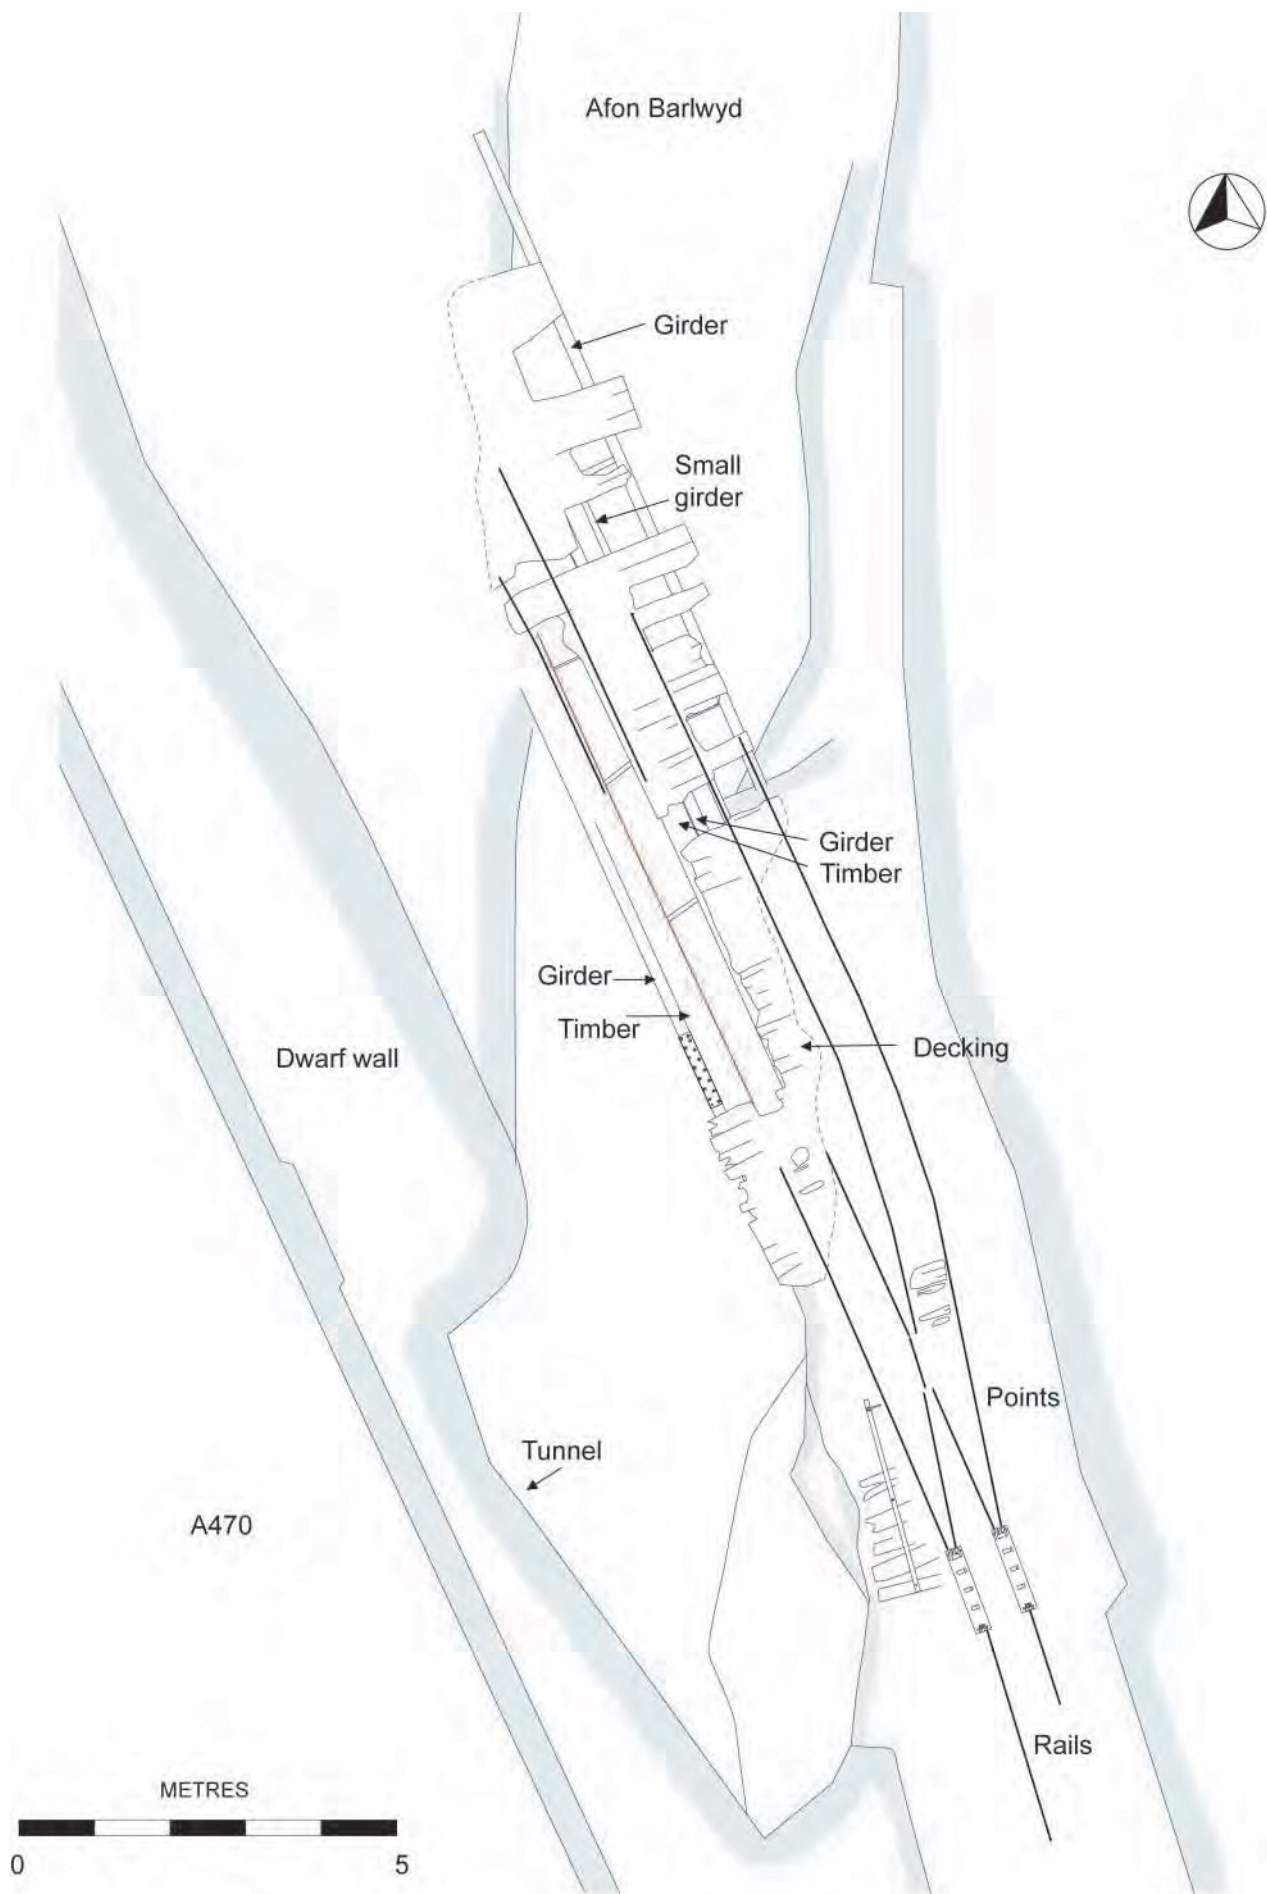 Afon Barlwyd
Girder
Small
girder
Girder
Timber
Girder
Timber
Decking
Dwarf wall
Points
Tunnel
A470
Rails
METRES
0 5